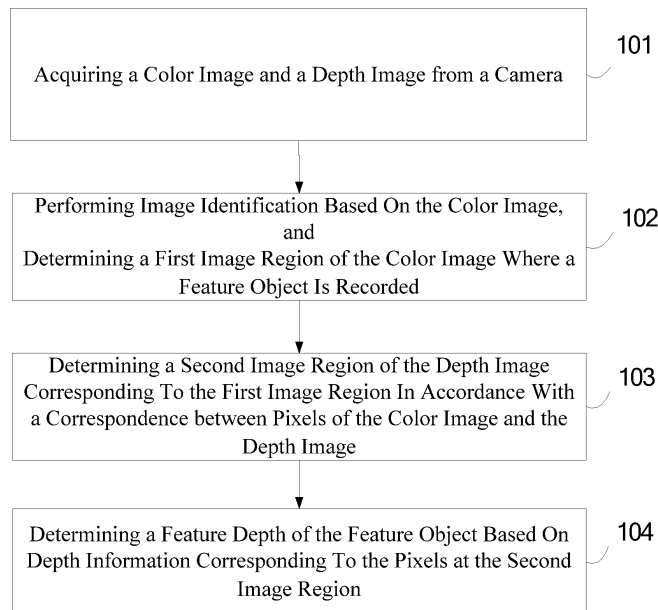 Acquiring a Color Image and a Depth Image from a Camera
101
Performing Image Identification Based On the Color Image,
and
Determining a First Image Region of the Color Image Where a
Feature Object Is Recorded
102
Determining a Second Image Region of the Depth Image
Corresponding To the First Image Region In Accordance With
a Correspondence between Pixels of the Color Image and the
Depth Image
103
Determining a Feature Depth of the Feature Object Based On
Depth Information Corresponding To the Pixels at the Second
Image Region
104